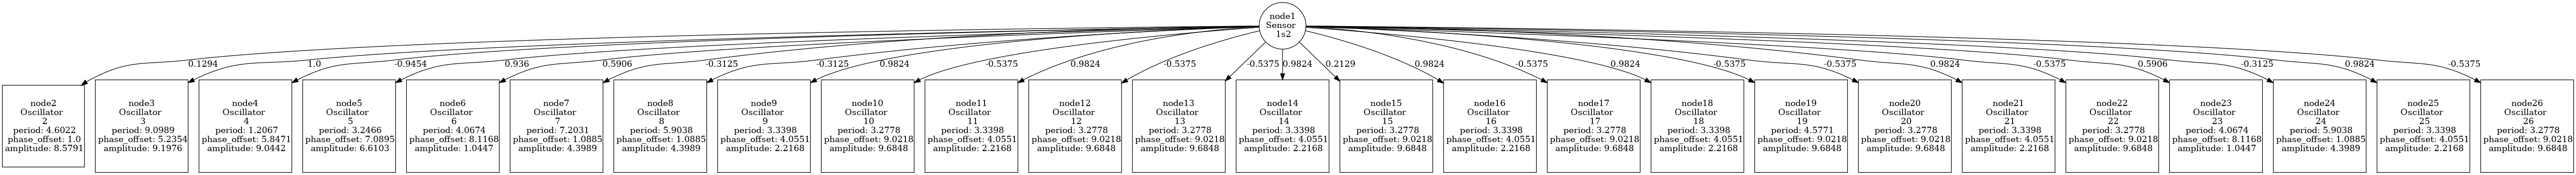 node1
Sensor
1s2
0.1294
1.0
-0.9454
0.936
0.5906
-0.3125
-0.3125
0.9824
-0.5375
0.9824
-0.5375
-0.5375
0.9824
0.2129
0.9824
-0.5375
0.9824
-0.5375
-0.5375
0.9824
-0.5375
0.5906
-0.3125
0.9824
-0.5375
node2
Oscillator
2
period: 4.6022
phase_offset: 1.0
amplitude: 8.5791
node3
Oscillator
3
period: 9.0989
phase_offset: 5.2354
amplitude: 9.1976
node4
Oscillator
4
period: 1.2067
phase_offset: 5.8471
amplitude: 9.0442
node5
Oscillator
5
period: 3.2466
phase_offset: 7.0895
amplitude: 6.6103
node6
Oscillator
6
period: 4.0674
phase_offset: 8.1168
amplitude: 1.0447
node7
Oscillator
7
period: 7.2031
phase_offset: 1.0885
amplitude: 4.3989
node8
Oscillator
8
period: 5.9038
phase_offset: 1.0885
amplitude: 4.3989
node9
Oscillator
9
period: 3.3398
phase_offset: 4.0551
amplitude: 2.2168
node10
Oscillator
10
period: 3.2778
phase_offset: 9.0218
amplitude: 9.6848
node11
Oscillator
11
period: 3.3398
phase_offset: 4.0551
amplitude: 2.2168
node12
Oscillator
12
period: 3.2778
phase_offset: 9.0218
amplitude: 9.6848
node13
Oscillator
13
period: 3.2778
phase_offset: 9.0218
amplitude: 9.6848
node14
Oscillator
14
period: 3.3398
phase_offset: 4.0551
amplitude: 2.2168
node15
Oscillator
15
period: 3.2778
phase_offset: 9.0218
amplitude: 9.6848
node16
Oscillator
16
period: 3.3398
phase_offset: 4.0551
amplitude: 2.2168
node17
Oscillator
17
period: 3.2778
phase_offset: 9.0218
amplitude: 9.6848
node18
Oscillator
18
period: 3.3398
phase_offset: 4.0551
amplitude: 2.2168
node19
Oscillator
19
period: 4.5771
phase_offset: 9.0218
amplitude: 9.6848
node20
Oscillator
20
period: 3.2778
phase_offset: 9.0218
amplitude: 9.6848
node21
Oscillator
21
period: 3.3398
phase_offset: 4.0551
amplitude: 2.2168
node22
Oscillator
22
period: 3.2778
phase_offset: 9.0218
amplitude: 9.6848
node23
Oscillator
23
period: 4.0674
phase_offset: 8.1168
amplitude: 1.0447
node24
Oscillator
24
period: 5.9038
phase_offset: 1.0885
amplitude: 4.3989
node25
Oscillator
25
period: 3.3398
phase_offset: 4.0551
amplitude: 2.2168
node26
Oscillator
26
period: 3.2778
phase_offset: 9.0218
amplitude: 9.6848